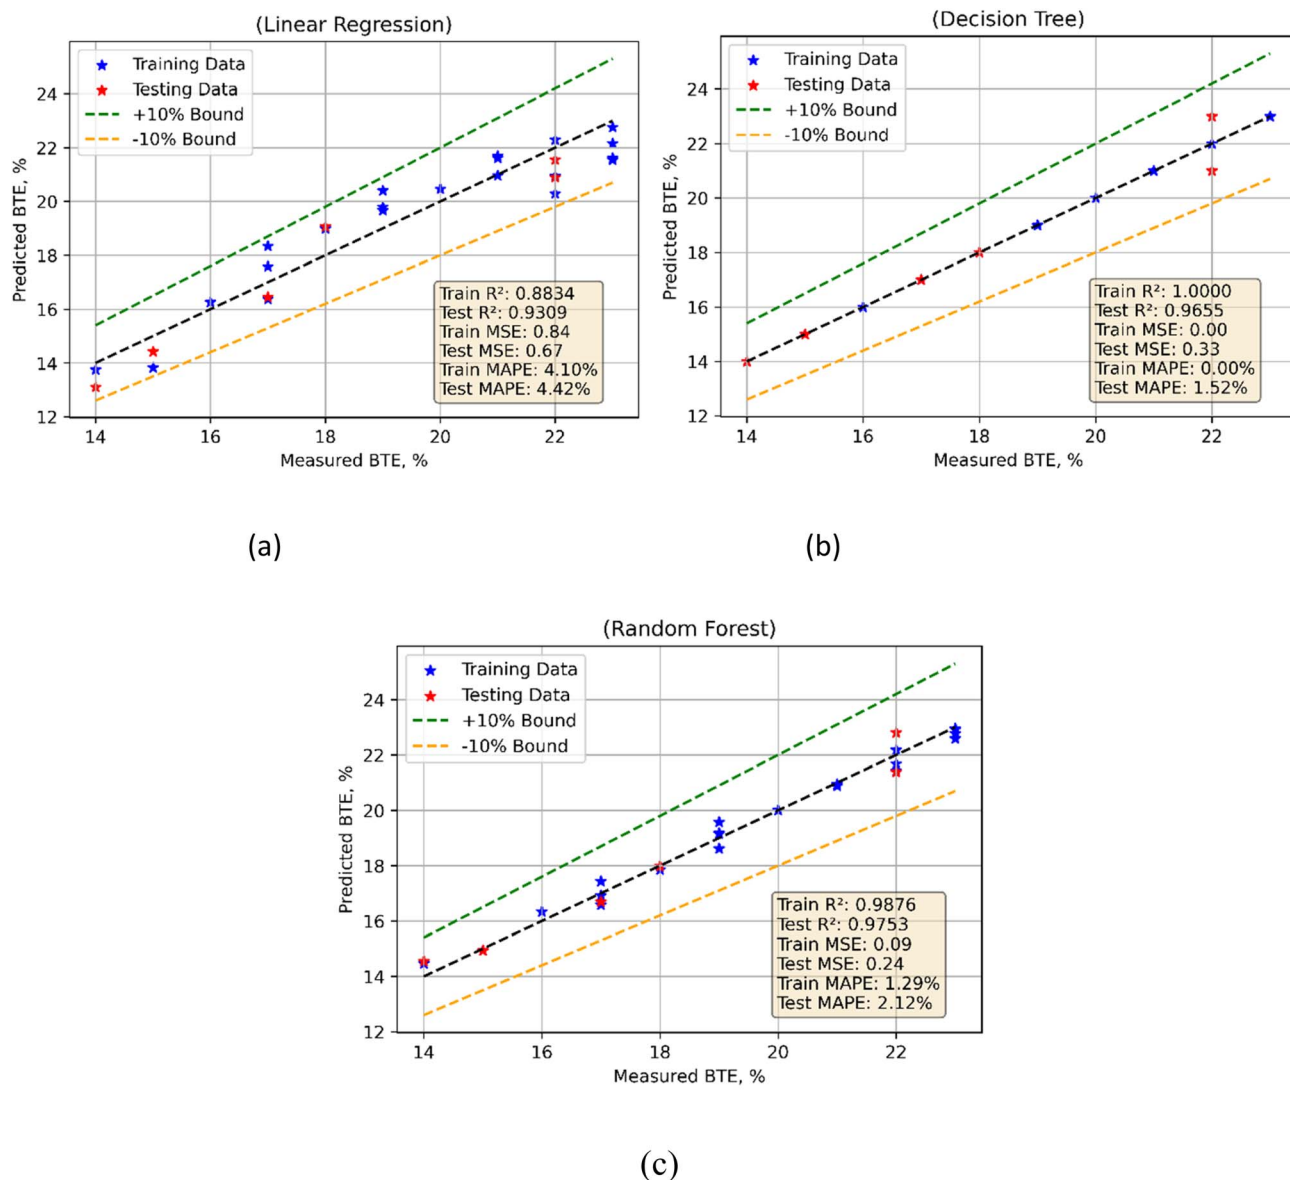 (Linear Regression)
Training Data
Testing Data
+10% Bound
-10% Bound
24
22
20
18
16
14
12
Predicted BTE, %
Train R²: 0.8834
Test R²: 0.9309
Train MSE: 0.84
Test MSE: 0.67
Train MAPE: 4.10%
Test MAPE: 4.42%
14 16 18 20 22
Measured BTE, %
(a)
(Decision Tree)
Training Data
Testing Data
+10% Bound
-10% Bound
24
22
20
18
16
14
12
Predicted BTE, %
Train R²: 1.0000
Test R²: 0.9655
Train MSE: 0.00
Test MSE: 0.33
Train MAPE: 0.00%
Test MAPE: 1.52%
14 16 18 20 22
Measured BTE, %
(b)
(Random Forest)
Training Data
Testing Data
+10% Bound
-10% Bound
24
22
20
18
16
14
12
Predicted BTE, %
Train R²: 0.9876
Test R²: 0.9753
Train MSE: 0.09
Test MSE: 0.24
Train MAPE: 1.29%
Test MAPE: 2.12%
14 16 18 20 22
Measured BTE, %
(c)